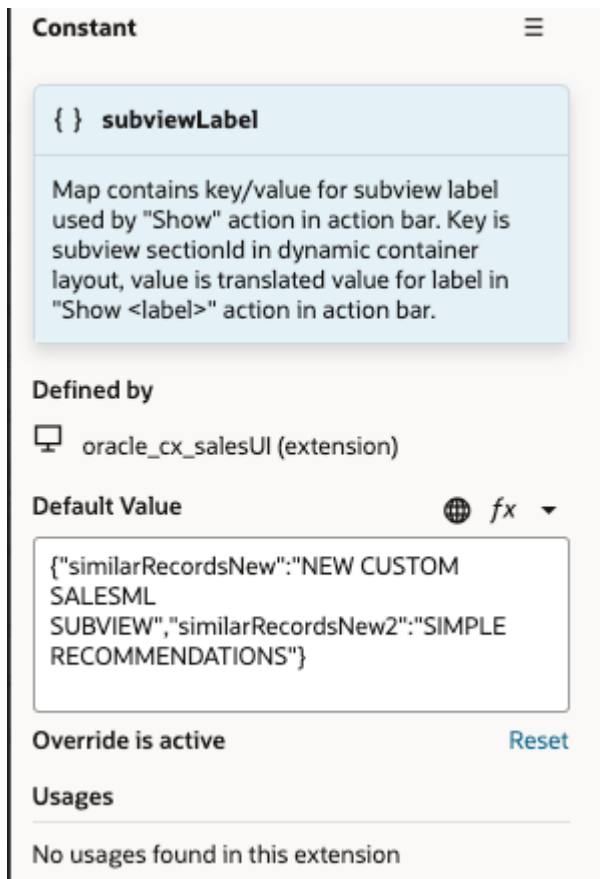 Constant
{ } subviewLabel
Map contains key/value for subview label
used by "Show" action in action bar. Key is
subview sectionId in dynamic container
layout, value is translated value for label in
"Show <label>" action in action bar.
Defined by
oracle_cx_salesUI (extension)
Default Value fx
{"similarRecordsNew":"NEW CUSTOM
SALESML
SUBVIEW","similarRecordsNew2":"SIMPLE
RECOMMENDATIONS"}
Override is active Reset
Usages
No usages found in this extension